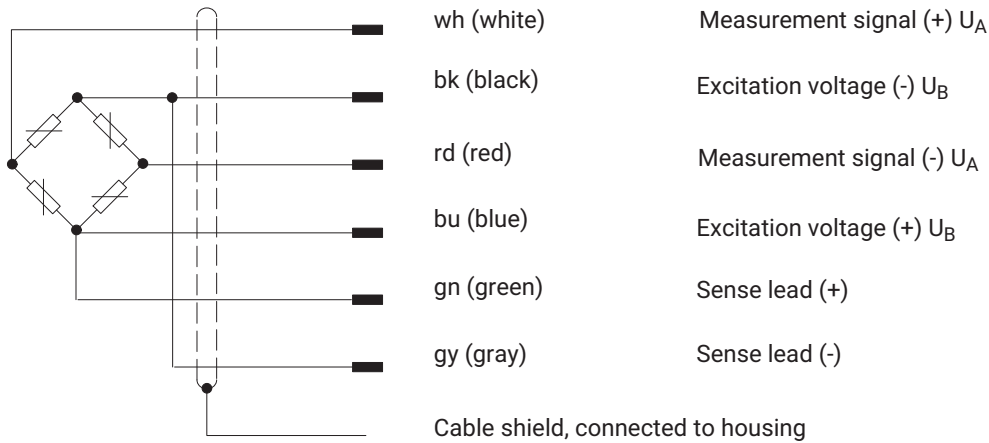 wh (white) Measurement signal (+) UA
bk (black) Excitation voltage (-) UB
rd (red) Measurement signal (-) UA
bu (blue) Excitation voltage (+) UB
gn (green) Sense lead (+)
gy (gray) Sense lead (-)
Cable shield, connected to housing